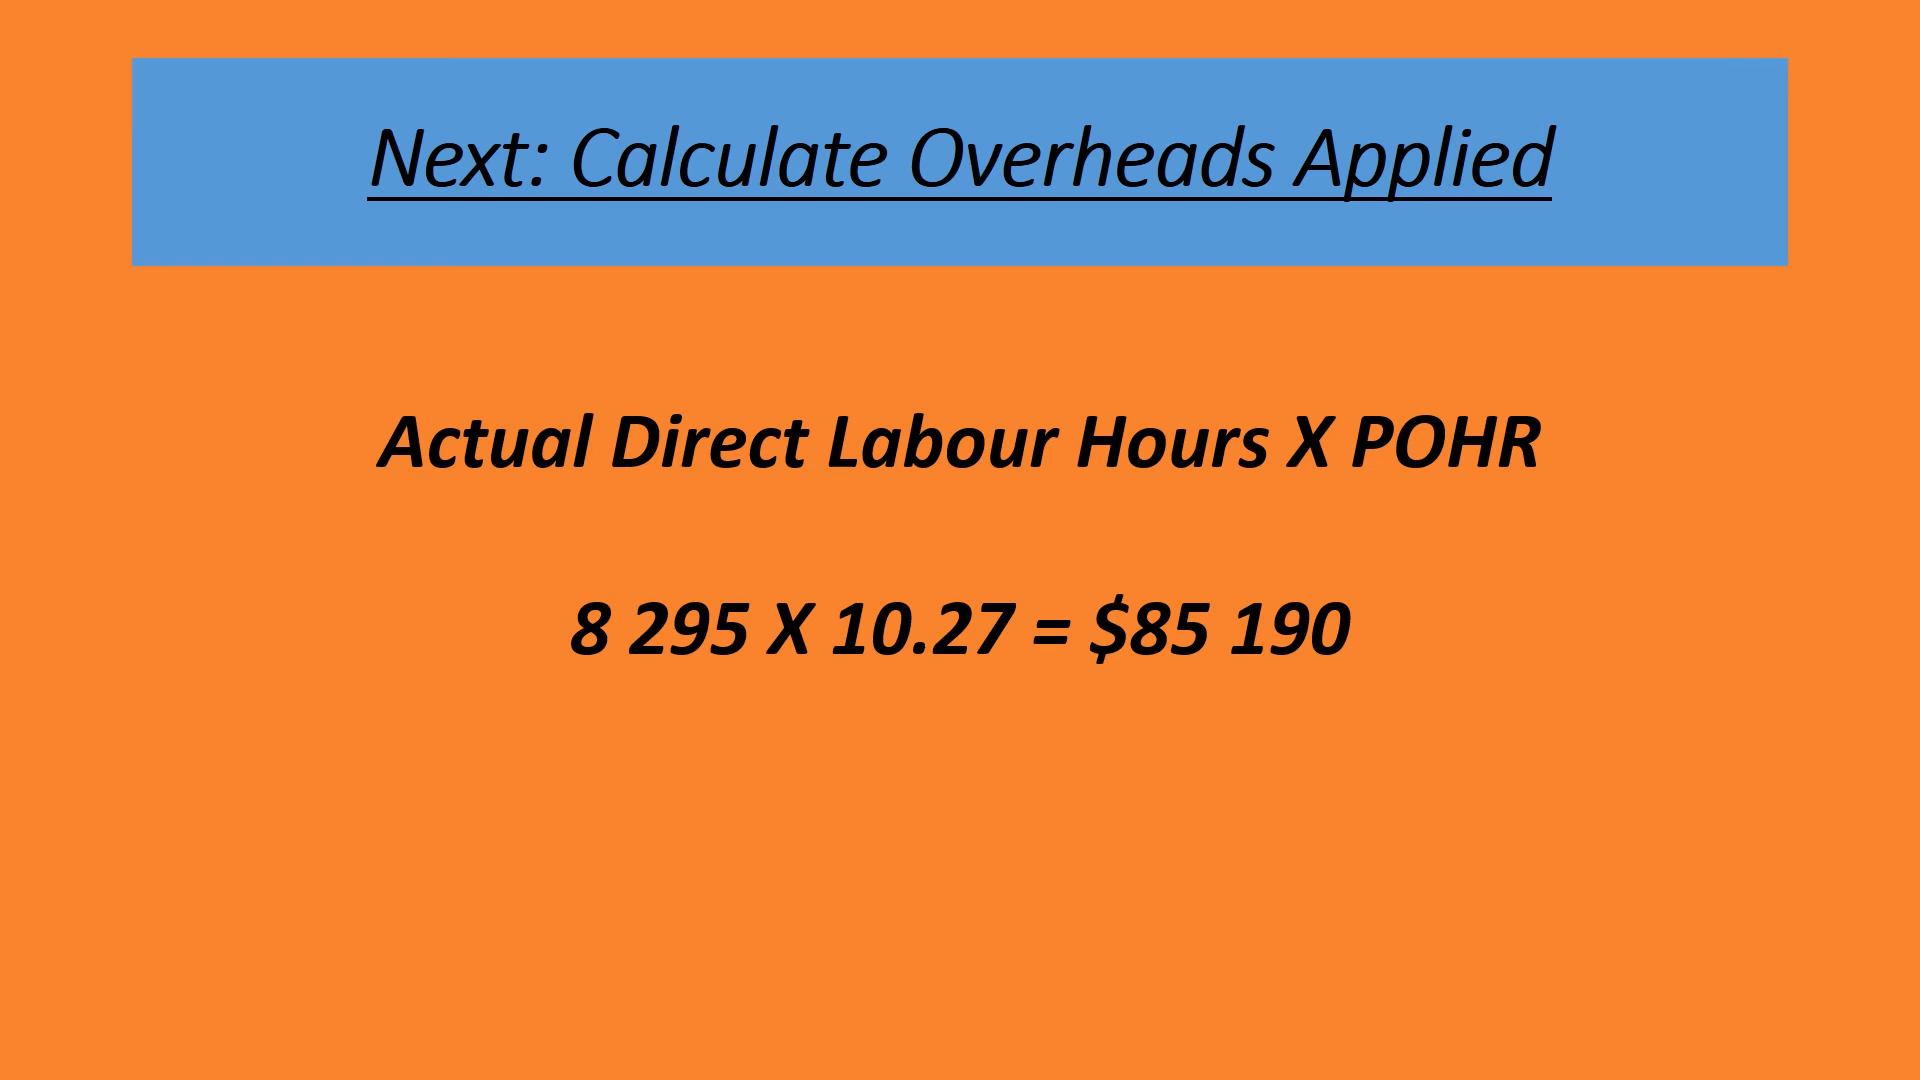 Next: Calculate Overheads Applied
Actual Direct Labour Hours X POHR
8 295 X 10.27 = $85 190